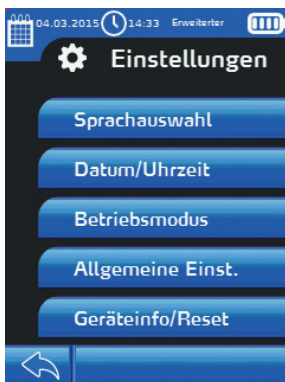 04.03.2015 14:33 Erweiterter
Einstellungen
Sprachauswahl
Datum/Uhrzeit
Betriebsmodus
Allgemeine Einst.
Geräteinfo/Reset